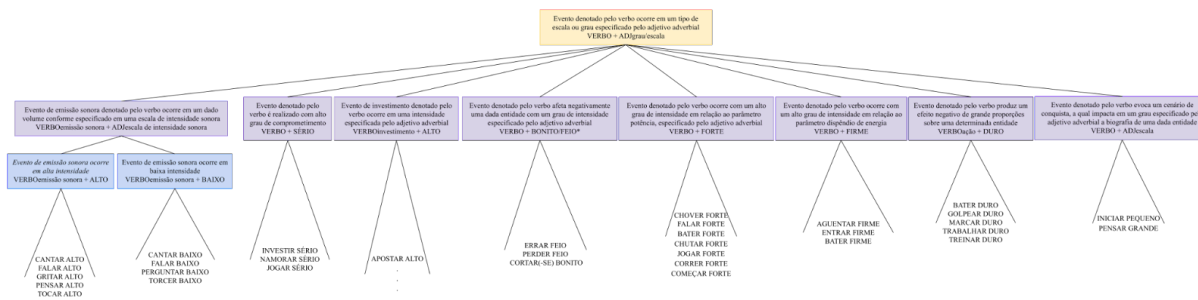 Evento denotado pelo verbo ocorre em um tipo de
escala ou grau especificado pelo adjetivo adverbial
VERBO + ADJgrau/escala
Evento de emissão sonora denotado pelo verbo ocorre em um dado
volume conforme especificado em uma escala de intensidade sonora
VERBOemissão sonora + ADJescala de intensidade sonora
Evento denotado pelo
verbo é realizado com alto
grau de comprometimento
VERBO + SÉRIO
Evento de investimento denotado pelo
verbo ocorre em uma intensidade
especificada pelo adjetivo adverbial
VERBOinvestimento + ALTO
Evento denotado pelo verbo afeta negativamente
uma dada entidade com um grau de intensidade
especificado pelo adjetivo adverbial
VERBO + BONITO/FEIO*
Evento denotado pelo verbo ocorre com um alto
grau de intensidade em relação ao parâmetro
potência, especificado pelo adjetivo adverbial
VERBO + FORTE
Evento denotado pelo verbo ocorre com
um alto grau de intensidade em relação ao
parâmetro dispêndio de energia
VERBO + FIRME
Evento denotado pelo verbo produz um
efeito negativo de grande proporções
sobre uma determinada entidade
VERBOação + DURO
Evento denotado pelo verbo evoca um cenário de
conquista, a qual impacta em um grau especificado pelo
adjetivo adverbial a biografia de uma dada entidade
VERBO + ADJescala
Evento de emissão sonora ocorre
em alta intensidade
VERBOemissão sonora + ALTO
Evento de emissão sonora ocorre em
baixa intensidade
VERBOemissão sonora + BAIXO
CANTAR ALTO
FALAR ALTO
GRITAR ALTO
PENSAR ALTO
TOCAR ALTO
CANTAR BAIXO
FALAR BAIXO
PERGUNTAR BAIXO
TORCER BAIXO
INVESTIR SÉRIO
NAMORAR SÉRIO
JOGAR SÉRIO
APOSTAR ALTO
.
.
.
ERRAR FEIO
PERDER FEIO
CORTAR(-SE) BONITO
CHOVER FORTE
FALAR FORTE
BATER FORTE
CHUTAR FORTE
JOGAR FORTE
CORRER FORTE
COMEÇAR FORTE
AGUENTAR FIRME
ENTRAR FIRME
BATER FIRME
BATER DURO
GOLPEAR DURO
MARCAR DURO
TRABALHAR DURO
TREINAR DURO
INICIAR PEQUENO
PENSAR GRANDE